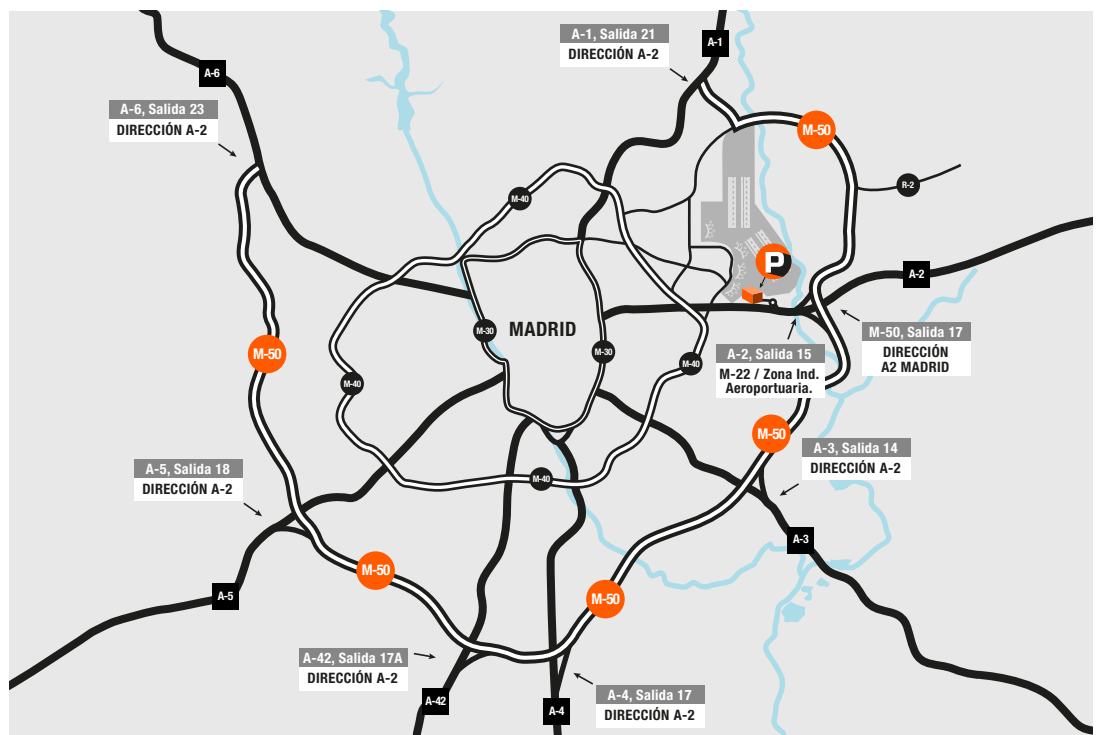 A-1, Salida 21
DIRECCIÓN A-2
A-1
A-6
A-6, Salida 23
DIRECCIÓN A-2
M-50
R-2
M-40
P
A-2
MADRID
M-30
M-30
M-50
M-40
M-40
M-50, Salida 17
DIRECCIÓN
A2 MADRID
A-2, Salida 15
M-22 / Zona Ind.
Aeroportuaria.
M-50
A-3, Salida 14
DIRECCIÓN A-2
A-5, Salida 18
DIRECCIÓN A-2
M-40
A-3
M-50
M-50
A-5
A-42, Salida 17A
DIRECCIÓN A-2
A-42
A-4
A-4, Salida 17
DIRECCIÓN A-2